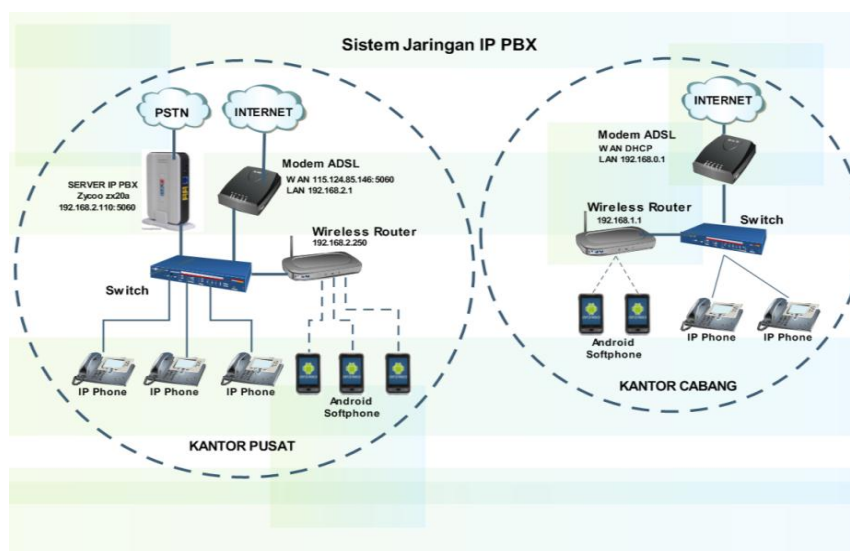 Sistem Jaringan IP PBX
PSTN
INTERNET
Modem ADSL
WAN 115.124.85.146:5060
LAN 192.168.2.1
SERVER IP PBX
Zycoo zx20a
192.168.2.110:5060
Wireless Router
192.168.2.250
Switch
IP Phone
IP Phone
IP Phone
Android
Softphone
KANTOR PUSAT
INTERNET
Modem ADSL
WAN DHCP
LAN 192.168.0.1
Wireless Router
192.168.1.1
Switch
Android
Softphone
IP Phone
IP Phone
KANTOR CABANG